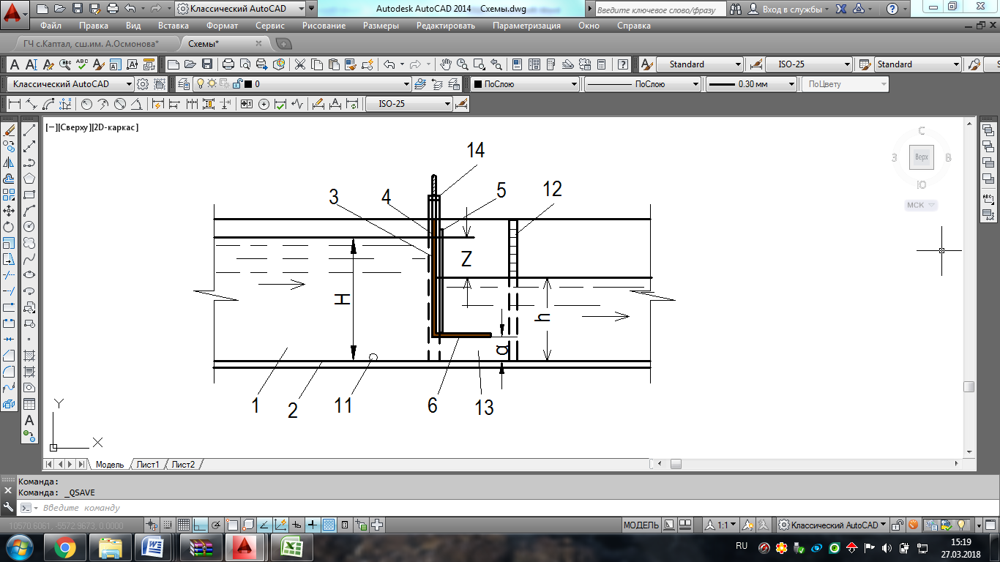 Классический AutoCAD
Autodesk AutoCAD 2014 Схемы.dwg
Введите ключевое слово/фразу
Вход в службы
Файл Правка Вид Вставка Формат Сервис Рисование Размеры Редактировать Параметризация Окно Справка
ГЧ с.Каптал, сш.им. А.Осмонова*
Схемы*
Standard
ISO-25
Standard
S
Классический AutoCAD
0
ПоСлою
ПоСлою
0.30 мм
ПоЦвету
ISO-25
[−][Сверху][2D-каркас]
С
З
Верх
В
Ю
МСК
14
3
4
5
12
Z
H
h
a
1
2
11
6
13
Y
X
Модель Лист1 Лист2
Команда:
Команда: _QSAVE
Введите команду
10570.6061, -5572.9673, 0.0000
МОДЕЛЬ
1:1
Классический AutoCAD
RU
15:19
27.03.2018